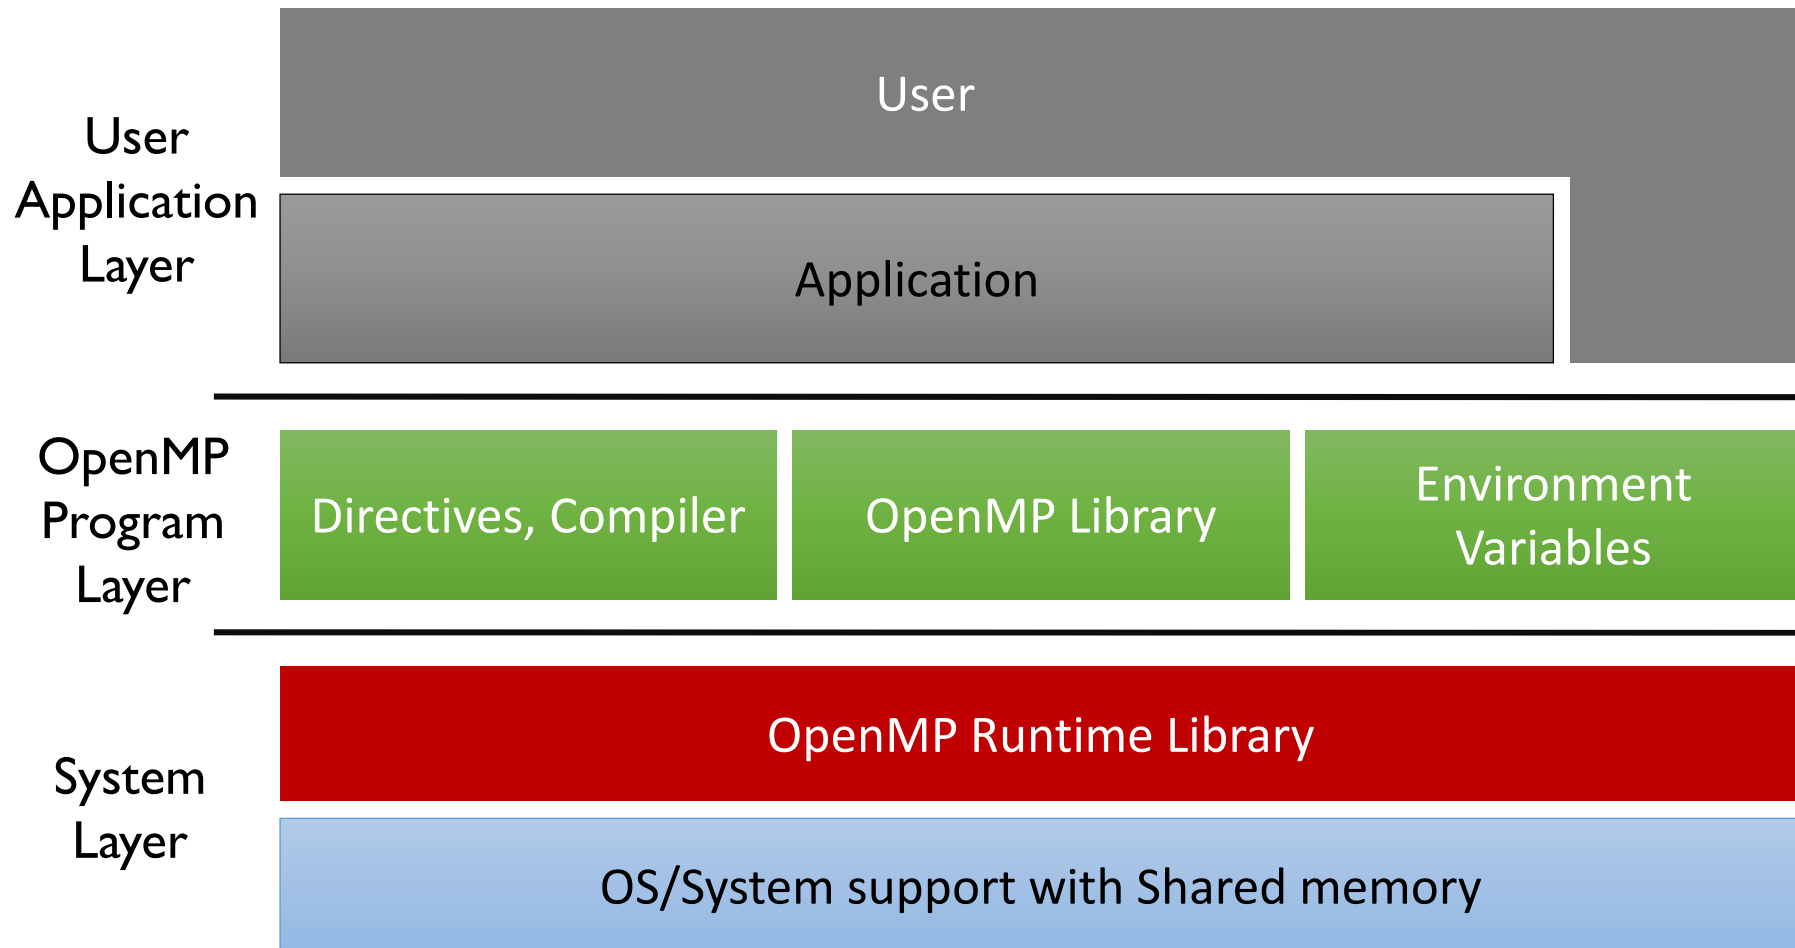 User
Application
Layer
User
Application
OpenMP
Program
Layer
Directives, Compiler
OpenMP Library
Environment
Variables
System
Layer
OpenMP Runtime Library
OS/System support with Shared memory